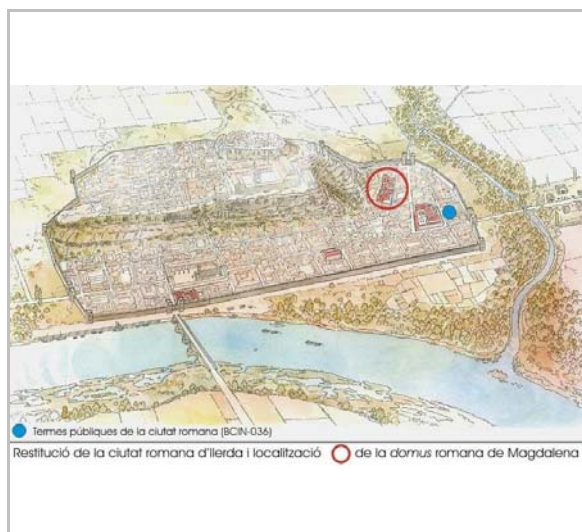 Termes públiques de la ciutat romana (BCIN-036)
Restitució de la ciutat romana d'Ilerda i localització de la domus romana de Magdalena